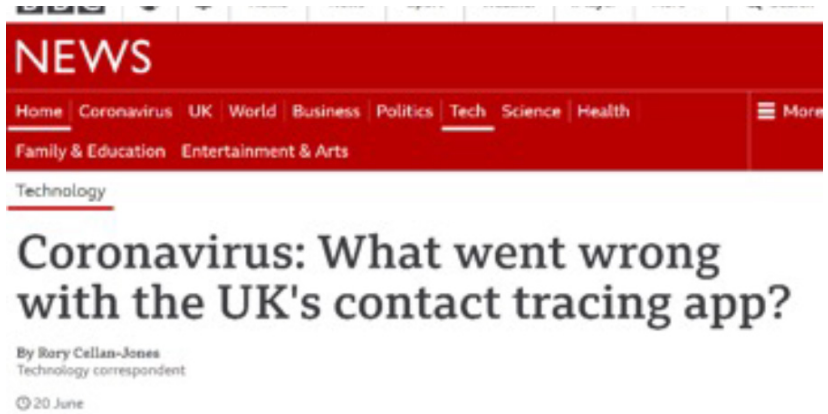 NEWS
Home Coronavirus UK World Business Politics Tech Science Health More
Family & Education Entertainment & Arts
Technology
Coronavirus: What went wrong
with the UK's contact tracing app?
By Rory Cellan-Jones
Technology correspondent
20 June